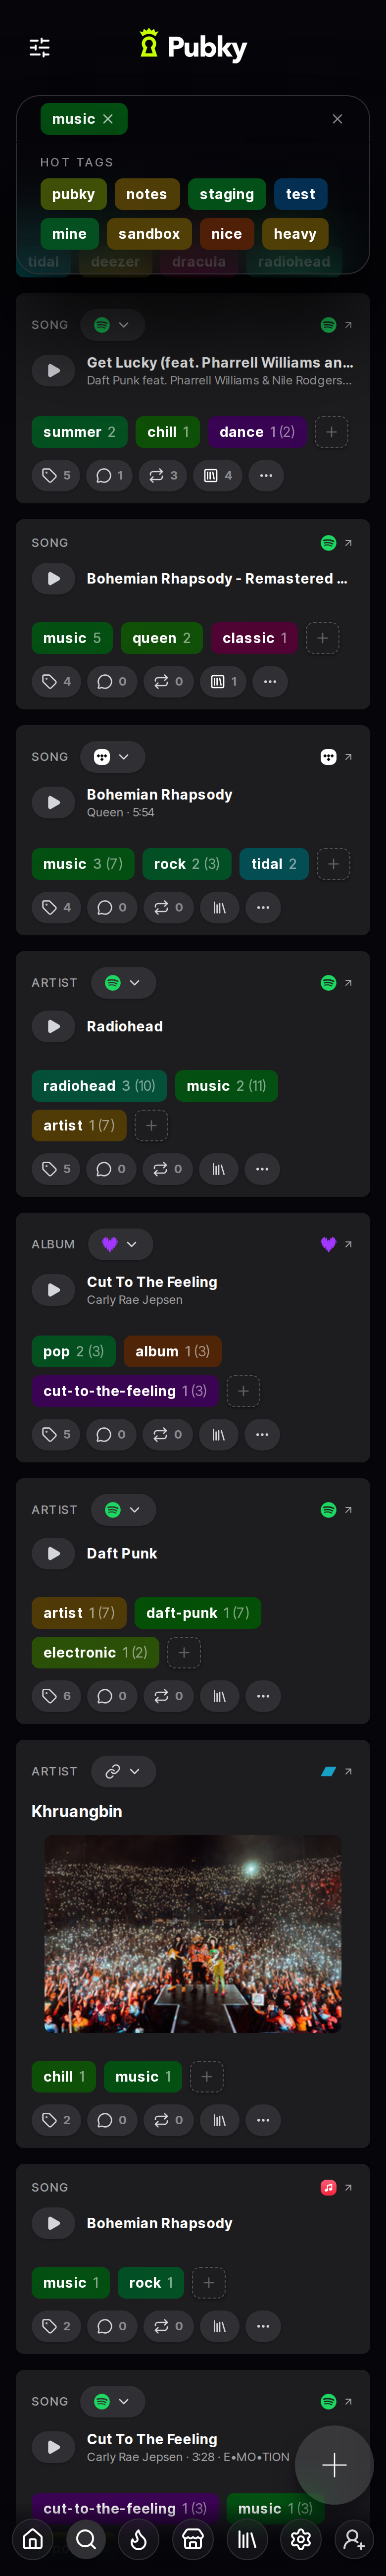 Pubky
music
HOT TAGS
pubky notes staging test
mine sandbox nice heavy
tidal deezer dracula radiohead
SONG
Get Lucky (feat. Pharrell Williams an...
Daft Punk feat. Pharrell Williams & Nile Rodgers...
summer 2 chill 1 dance 1 (2) +
5 1 3 4
SONG
Bohemian Rhapsody - Remastered ...
music 5 queen 2 classic 1 +
4 0 0 1
SONG
Bohemian Rhapsody
Queen · 5:54
music 3 (7) rock 2 (3) tidal 2 +
4 0 0
ARTIST
Radiohead
radiohead 3 (10) music 2 (11)
artist 1 (7) +
5 0 0
ALBUM
Cut To The Feeling
Carly Rae Jepsen
pop 2 (3) album 1 (3)
cut-to-the-feeling 1 (3) +
5 0 0
ARTIST
Daft Punk
artist 1 (7) daft-punk 1 (7)
electronic 1 (2) +
6 0 0
ARTIST
Khruangbin
chill 1 music 1 +
2 0 0
SONG
Bohemian Rhapsody
music 1 rock 1 +
2 0 0
SONG
Cut To The Feeling
Carly Rae Jepsen · 3:28 · E•MO•TION
cut-to-the-feeling 1 (3) music 1 (3)